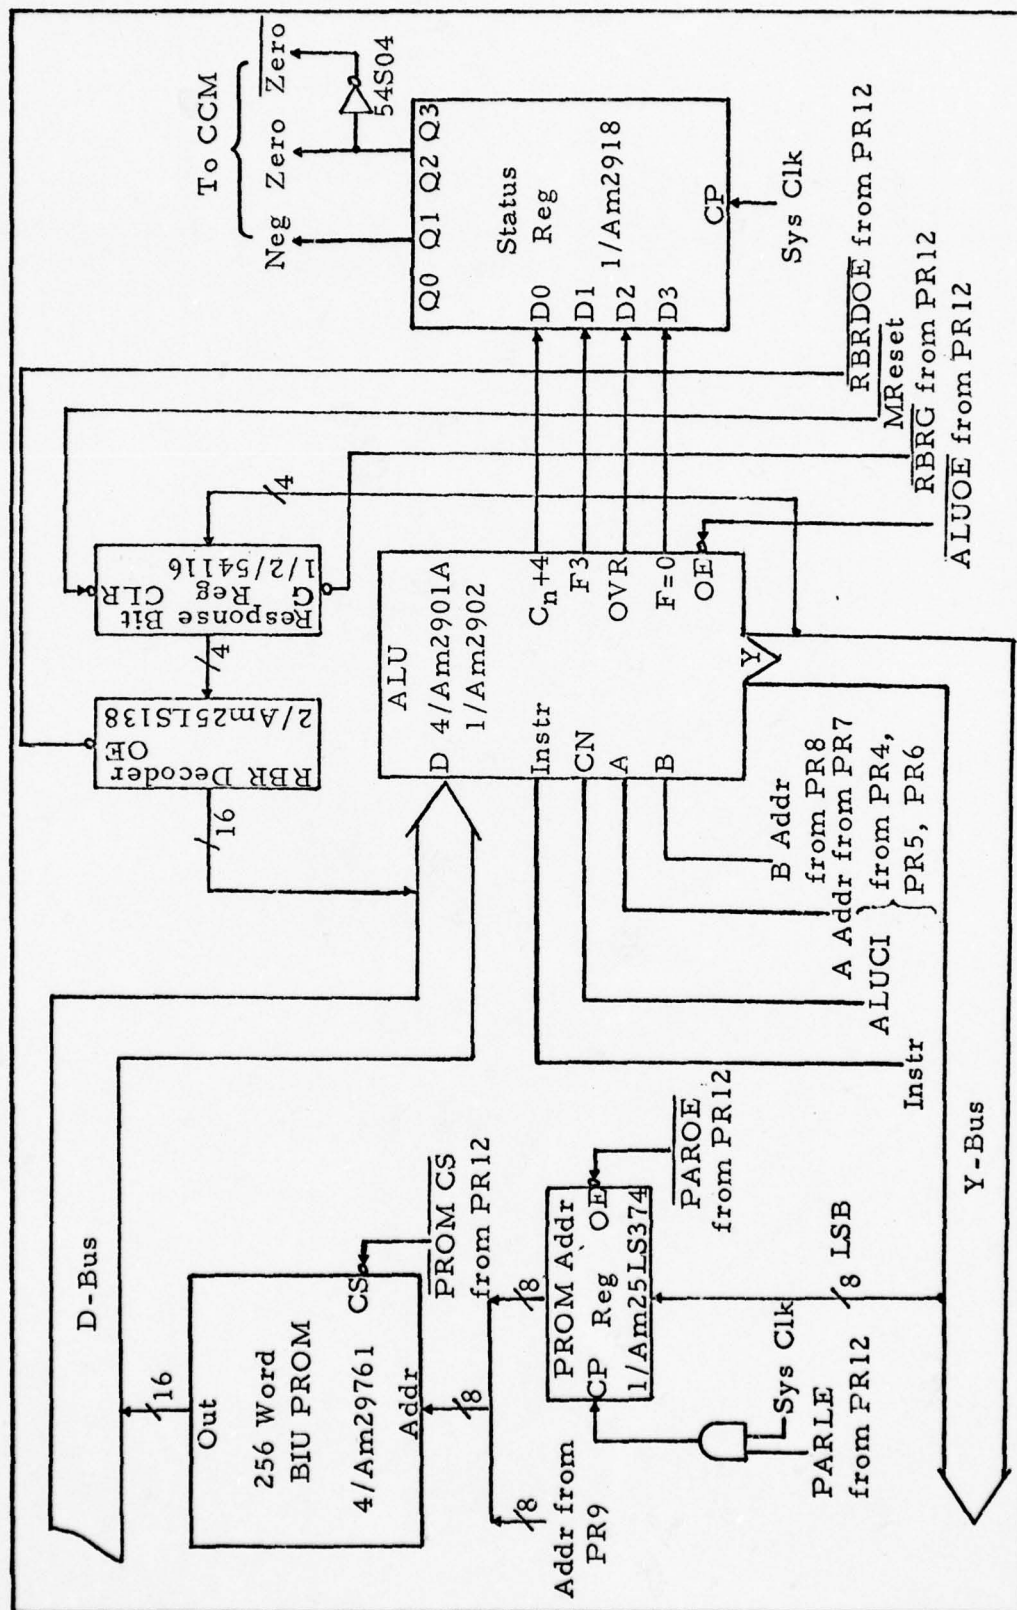 D-Bus
Out
256 Word
BIU PROM
4/Am29761
Addr
CS
16
PROM CS
from PR12
8
8
8
Addr from
PR9
PROM Addr
CP Reg OE
1/Am25LS374
PAROE
from PR12
Sys Clk
PARLE
from PR12
8 LSB
Y-Bus
16
RBR Decoder
OE
2/Am25LS138
4
Response Bit
Reg CLR
G
1/2/54116
4
ALU
D 4/Am2901A
1/Am2902
Instr
CN
A
B
Cn+4
F3
OVR
F=0
OE
Y
B Addr
from PR8
A Addr from PR7
ALUCI
from PR4,
PR5, PR6
Instr
To CCM
Neg Zero Zero
54S04
Q0 Q1 Q2 Q3
Status
Reg
1/Am2918
D0
D1
D2
D3
CP
Sys Clk
RBRDOE from PR12
MReset
RBRG from PR12
ALUOE from PR12